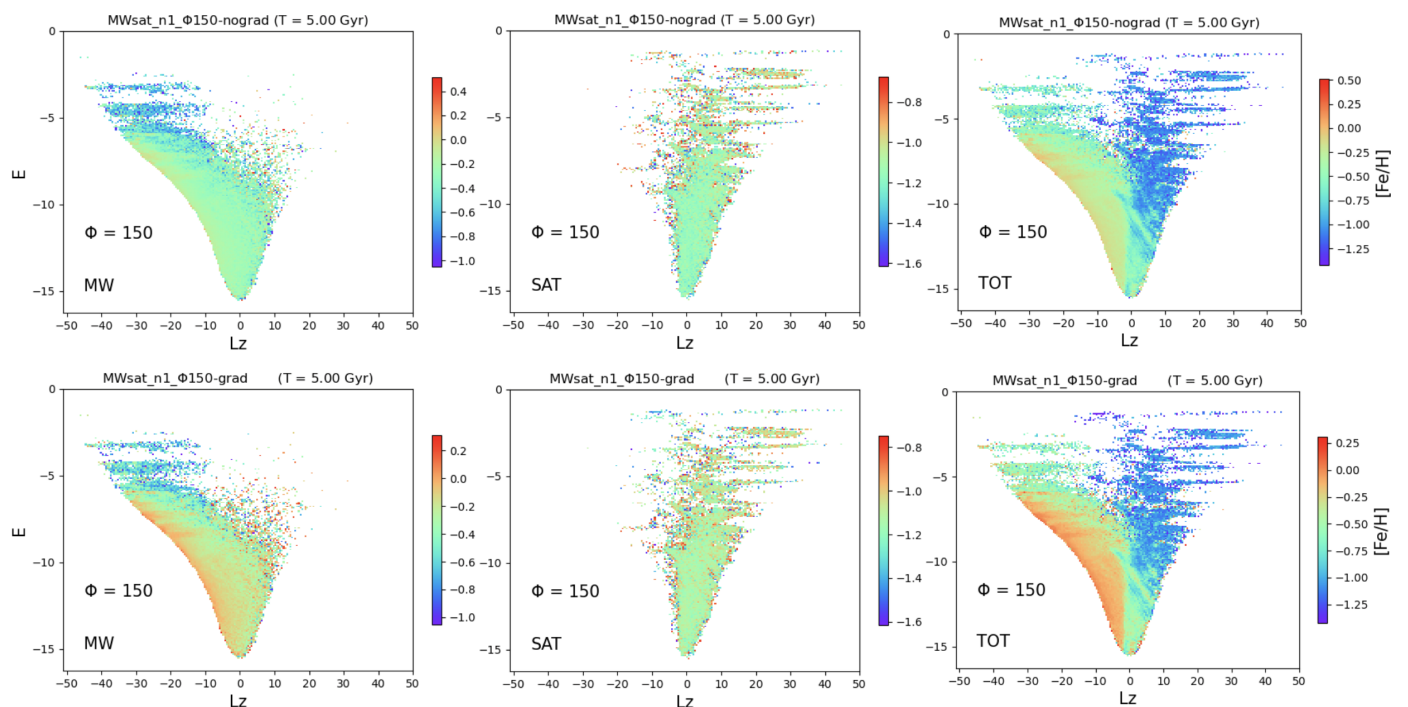 MWsat_n1_Φ150-nograd (T = 5.00 Gyr)
0
−5
−10
−15
E
Φ = 150
MW
−50 −40 −30 −20 −10 0 10 20 30 40 50
Lz
0.4
0.2
0.0
−0.2
−0.4
−0.6
−0.8
−1.0
MWsat_n1_Φ150-nograd (T = 5.00 Gyr)
0
−5
−10
−15
Φ = 150
SAT
−50 −40 −30 −20 −10 0 10 20 30 40 50
Lz
−0.8
−1.0
−1.2
−1.4
−1.6
MWsat_n1_Φ150-nograd (T = 5.00 Gyr)
0
−5
−10
−15
Φ = 150
TOT
−50 −40 −30 −20 −10 0 10 20 30 40 50
Lz
0.50
0.25
0.00
−0.25
−0.50
−0.75
−1.00
−1.25
[Fe/H]
MWsat_n1_Φ150-grad (T = 5.00 Gyr)
0
−5
−10
−15
E
Φ = 150
MW
−50 −40 −30 −20 −10 0 10 20 30 40 50
Lz
0.2
0.0
−0.2
−0.4
−0.6
−0.8
−1.0
MWsat_n1_Φ150-grad (T = 5.00 Gyr)
0
−5
−10
−15
Φ = 150
SAT
−50 −40 −30 −20 −10 0 10 20 30 40 50
Lz
−0.8
−1.0
−1.2
−1.4
−1.6
MWsat_n1_Φ150-grad (T = 5.00 Gyr)
0
−5
−10
−15
Φ = 150
TOT
−50 −40 −30 −20 −10 0 10 20 30 40 50
Lz
0.25
0.00
−0.25
−0.50
−0.75
−1.00
−1.25
[Fe/H]